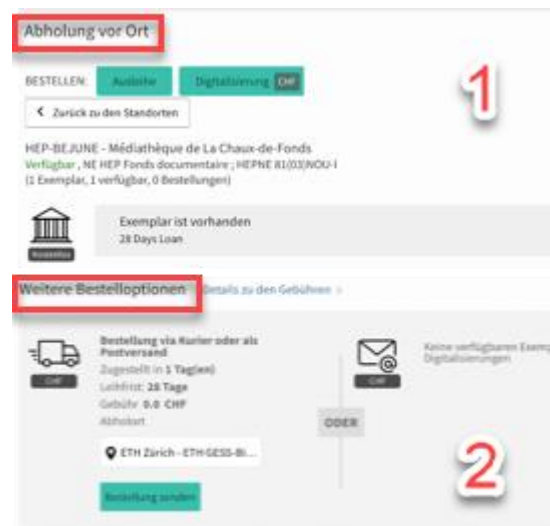 Abholung vor Ort
BESTELLEN: Ausleihe Digitalisierung CHF
Zurück zu den Standorten
HEP-BEJUNE - Médiathèque de La Chaux-de-Fonds
Verfügbar , NE HEP Fonds documentaire ; HEPNE 81(03)NOU-I
(1 Exemplar, 1 verfügbar, 0 Bestellungen)
1
Exemplar ist vorhanden
28 Days Loan
Kostenlos
Weitere Bestelloptionen Details zu den Gebühren
Bestellung via Kurier oder als
Postversand
Zugestellt in 1 Tag(en)
Leihfrist: 28 Tage
Gebühr 0.0 CHF
Abholort
ETH Zürich - ETH-GESS-Bi...
Bestellung senden
CHF
ODER
Keine verfügbaren Exemp
Digitalisierungen
CHF
2